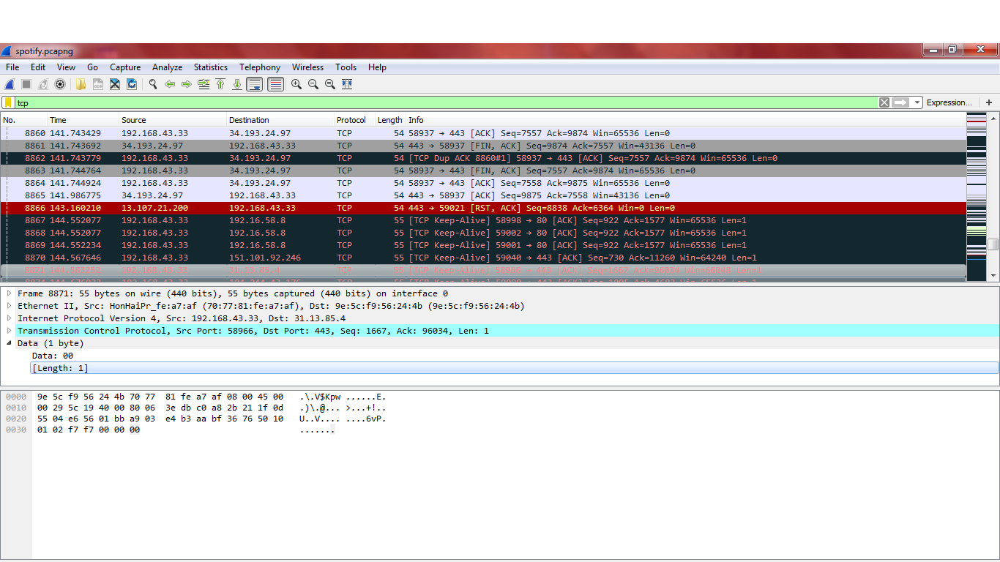 spotify.pcapng
File Edit View Go Capture Analyze Statistics Telephony Wireless Tools Help
tcp Expression... +
No. Time Source Destination Protocol Length Info
8860 141.743429 192.168.43.33 34.193.24.97 TCP 54 58937 → 443 [ACK] Seq=7557 Ack=9874 Win=65536 Len=0
8861 141.743692 34.193.24.97 192.168.43.33 TCP 54 443 → 58937 [FIN, ACK] Seq=9874 Ack=7557 Win=43136 Len=0
8862 141.743779 192.168.43.33 34.193.24.97 TCP 54 [TCP Dup ACK 8860#1] 58937 → 443 [ACK] Seq=7557 Ack=9874 Win=65536 Len=0
8863 141.744764 192.168.43.33 34.193.24.97 TCP 54 58937 → 443 [FIN, ACK] Seq=7557 Ack=9874 Win=65536 Len=0
8864 141.744924 192.168.43.33 34.193.24.97 TCP 54 58937 → 443 [ACK] Seq=7558 Ack=9875 Win=65536 Len=0
8865 141.986775 34.193.24.97 192.168.43.33 TCP 54 443 → 58937 [ACK] Seq=9875 Ack=7558 Win=43136 Len=0
8866 143.160210 13.107.21.200 192.168.43.33 TCP 54 443 → 59021 [RST, ACK] Seq=8838 Ack=6364 Win=0 Len=0
8867 144.552077 192.168.43.33 192.16.58.8 TCP 55 [TCP Keep-Alive] 58998 → 80 [ACK] Seq=922 Ack=1577 Win=65536 Len=1
8868 144.552077 192.168.43.33 192.16.58.8 TCP 55 [TCP Keep-Alive] 59002 → 80 [ACK] Seq=922 Ack=1577 Win=65536 Len=1
8869 144.552234 192.168.43.33 192.16.58.8 TCP 55 [TCP Keep-Alive] 59001 → 80 [ACK] Seq=922 Ack=1577 Win=65536 Len=1
8870 144.567646 192.168.43.33 151.101.92.246 TCP 55 [TCP Keep-Alive] 59040 → 443 [ACK] Seq=730 Ack=11260 Win=64240 Len=1
8871 192.168.43.33 31.13.85.4 TCP 55 [TCP Keep-Alive] 58966 → 443 [ACK] Seq=1667 Ack=96034 Win=66048 Len=1
Frame 8871: 55 bytes on wire (440 bits), 55 bytes captured (440 bits) on interface 0
Ethernet II, Src: HonHaiPr_fe:a7:af (70:77:81:fe:a7:af), Dst: 9e:5c:f9:56:24:4b (9e:5c:f9:56:24:4b)
Internet Protocol Version 4, Src: 192.168.43.33, Dst: 31.13.85.4
Transmission Control Protocol, Src Port: 58966, Dst Port: 443, Seq: 1667, Ack: 96034, Len: 1
Data (1 byte)
Data: 00
[Length: 1]
0000 9e 5c f9 56 24 4b 70 77 81 fe a7 af 08 00 45 00 .\.V$Kpw ......E.
0010 00 29 5c 19 40 00 80 06 3e db c0 a8 2b 21 1f 0d .)\.@... >...+!..
0020 55 04 e6 56 01 bb a9 03 e4 b3 aa bf 36 76 50 10 U..V.... ....6vP.
0030 01 02 f7 f7 00 00 00 .......